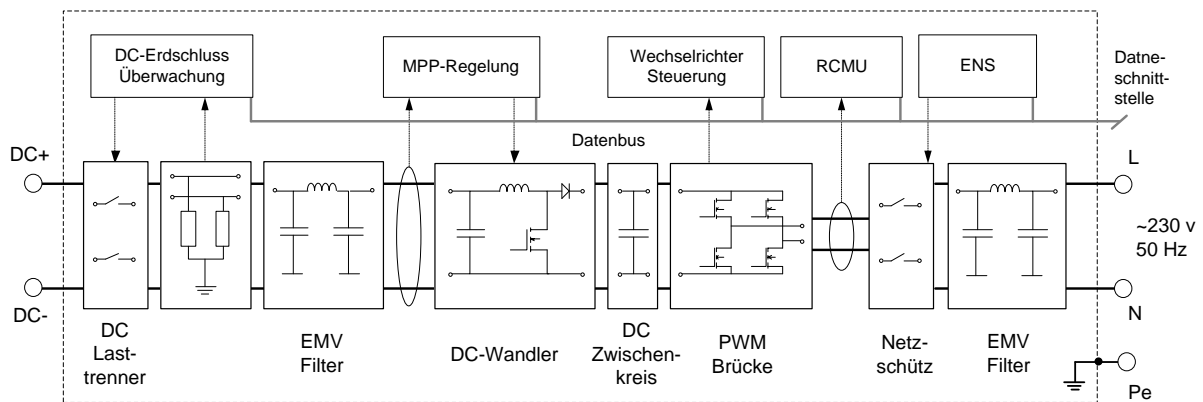 DC-Erdschluss
Überwachung
MPP-Regelung
Wechselrichter
Steuerung
RCMU
ENS
Datne-
schnitt-
stelle
Datenbus
DC+
L
~230 v
50 Hz
DC-
N
DC
Last-
trenner
EMV
Filter
DC-Wandler
DC
Zwischen-
kreis
PWM
Brücke
Netz-
schütz
EMV
Filter
Pe